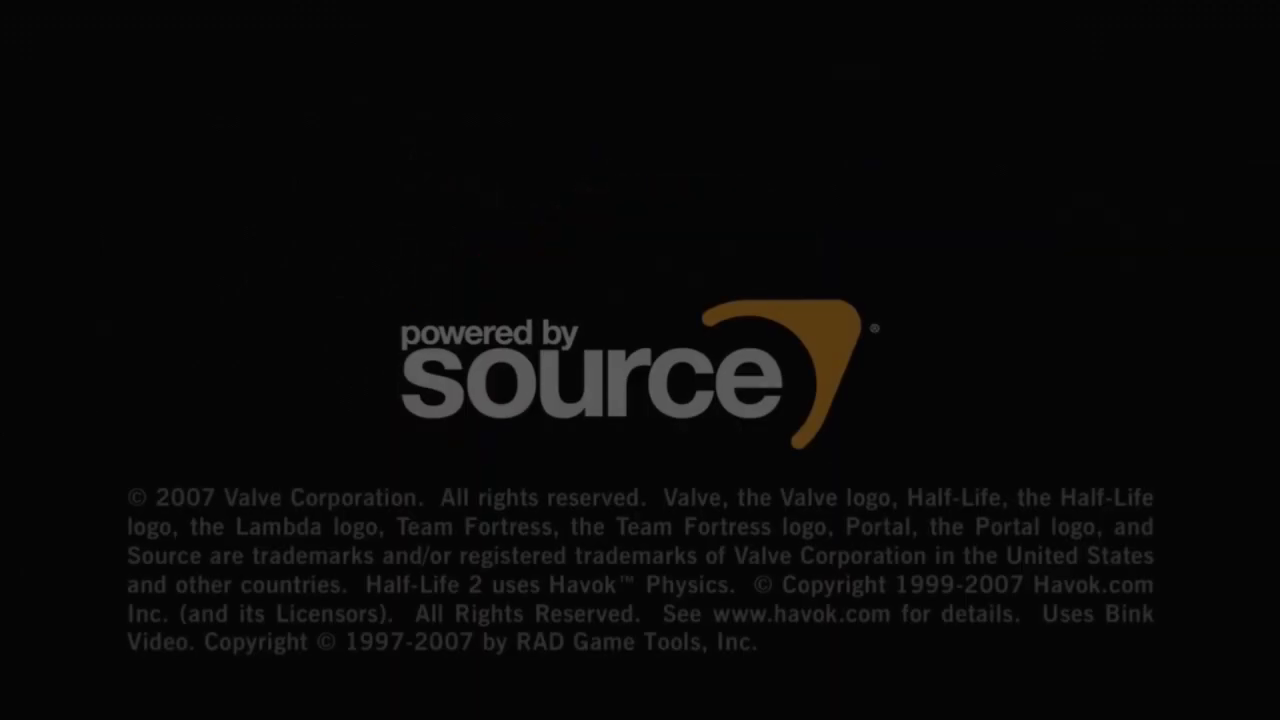 powered by
source®
© 2007 Valve Corporation.  All rights reserved.  Valve, the Valve logo, Half-Life, the Half-Life
logo, the Lambda logo, Team Fortress, the Team Fortress logo, Portal, the Portal logo, and
Source are trademarks and/or registered trademarks of Valve Corporation in the United States
and other countries.  Half-Life 2 uses Havok™ Physics.  © Copyright 1999-2007 Havok.com
Inc. (and its Licensors).  All Rights Reserved.  See www.havok.com for details.  Uses Bink
Video. Copyright © 1997-2007 by RAD Game Tools, Inc.